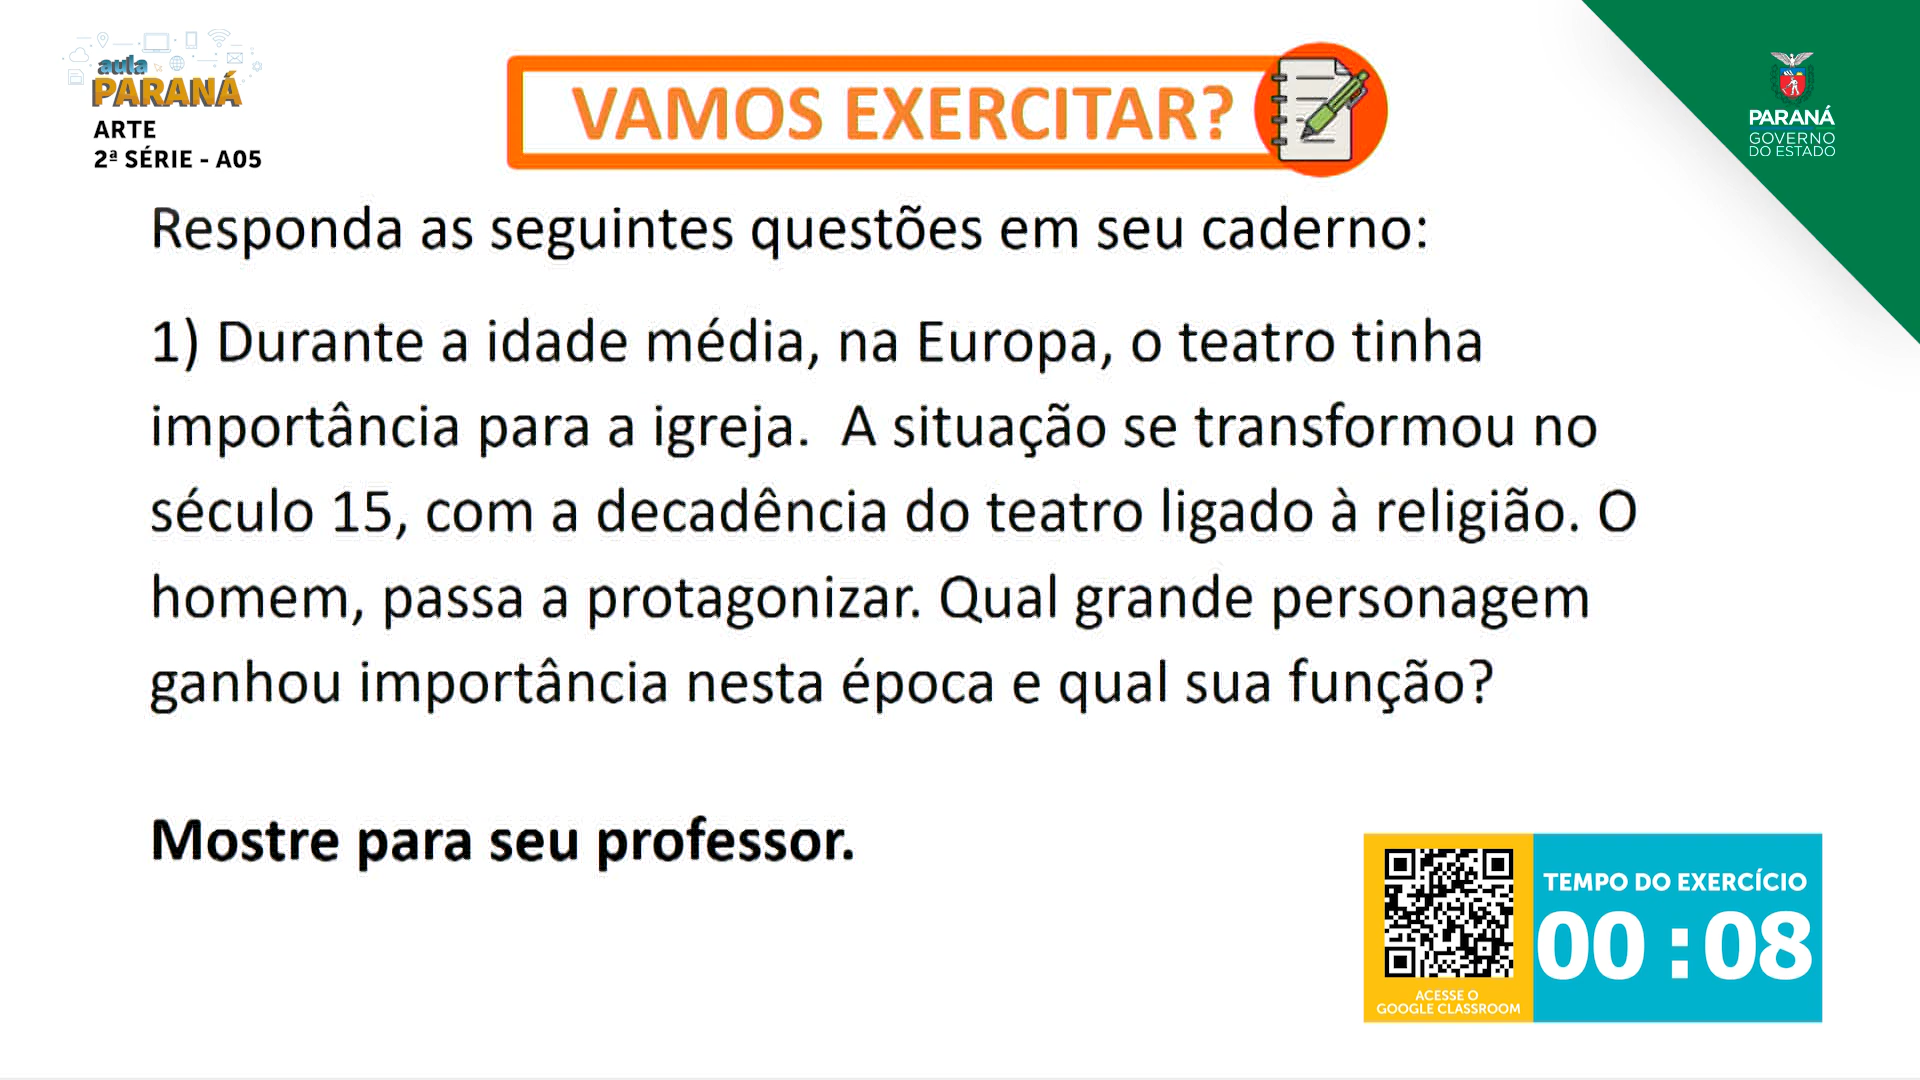 aula
PARANÁ
ARTE
2ª SÉRIE - A05
VAMOS EXERCITAR?
PARANÁ
GOVERNO
DO ESTADO
Responda as seguintes questões em seu caderno:
1) Durante a idade média, na Europa, o teatro tinha
importância para a igreja.  A situação se transformou no
século 15, com a decadência do teatro ligado à religião. O
homem, passa a protagonizar. Qual grande personagem
ganhou importância nesta época e qual sua função?
Mostre para seu professor.
TEMPO DO EXERCÍCIO
00 : 08
ACESSE O
GOOGLE CLASSROOM